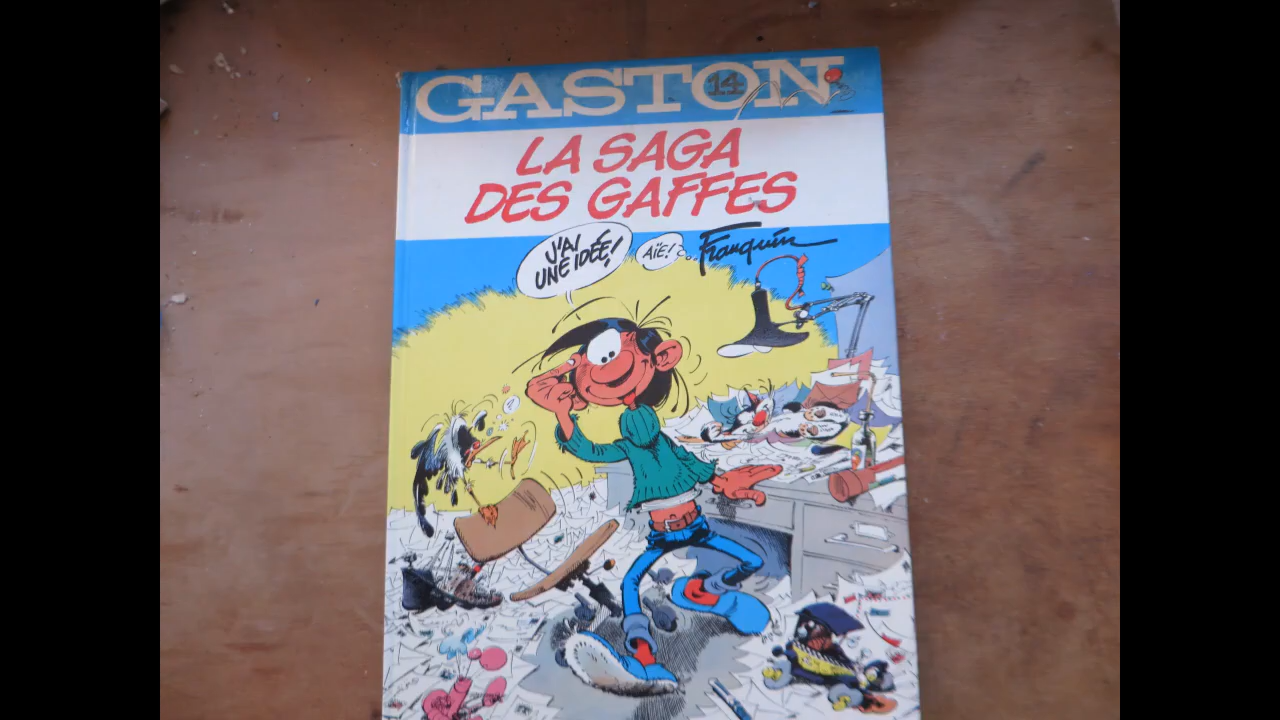 GASTON
14
LA SAGA
DES GAFFES
J'AI
UNE IDÉE!
AÏE!
Franquin